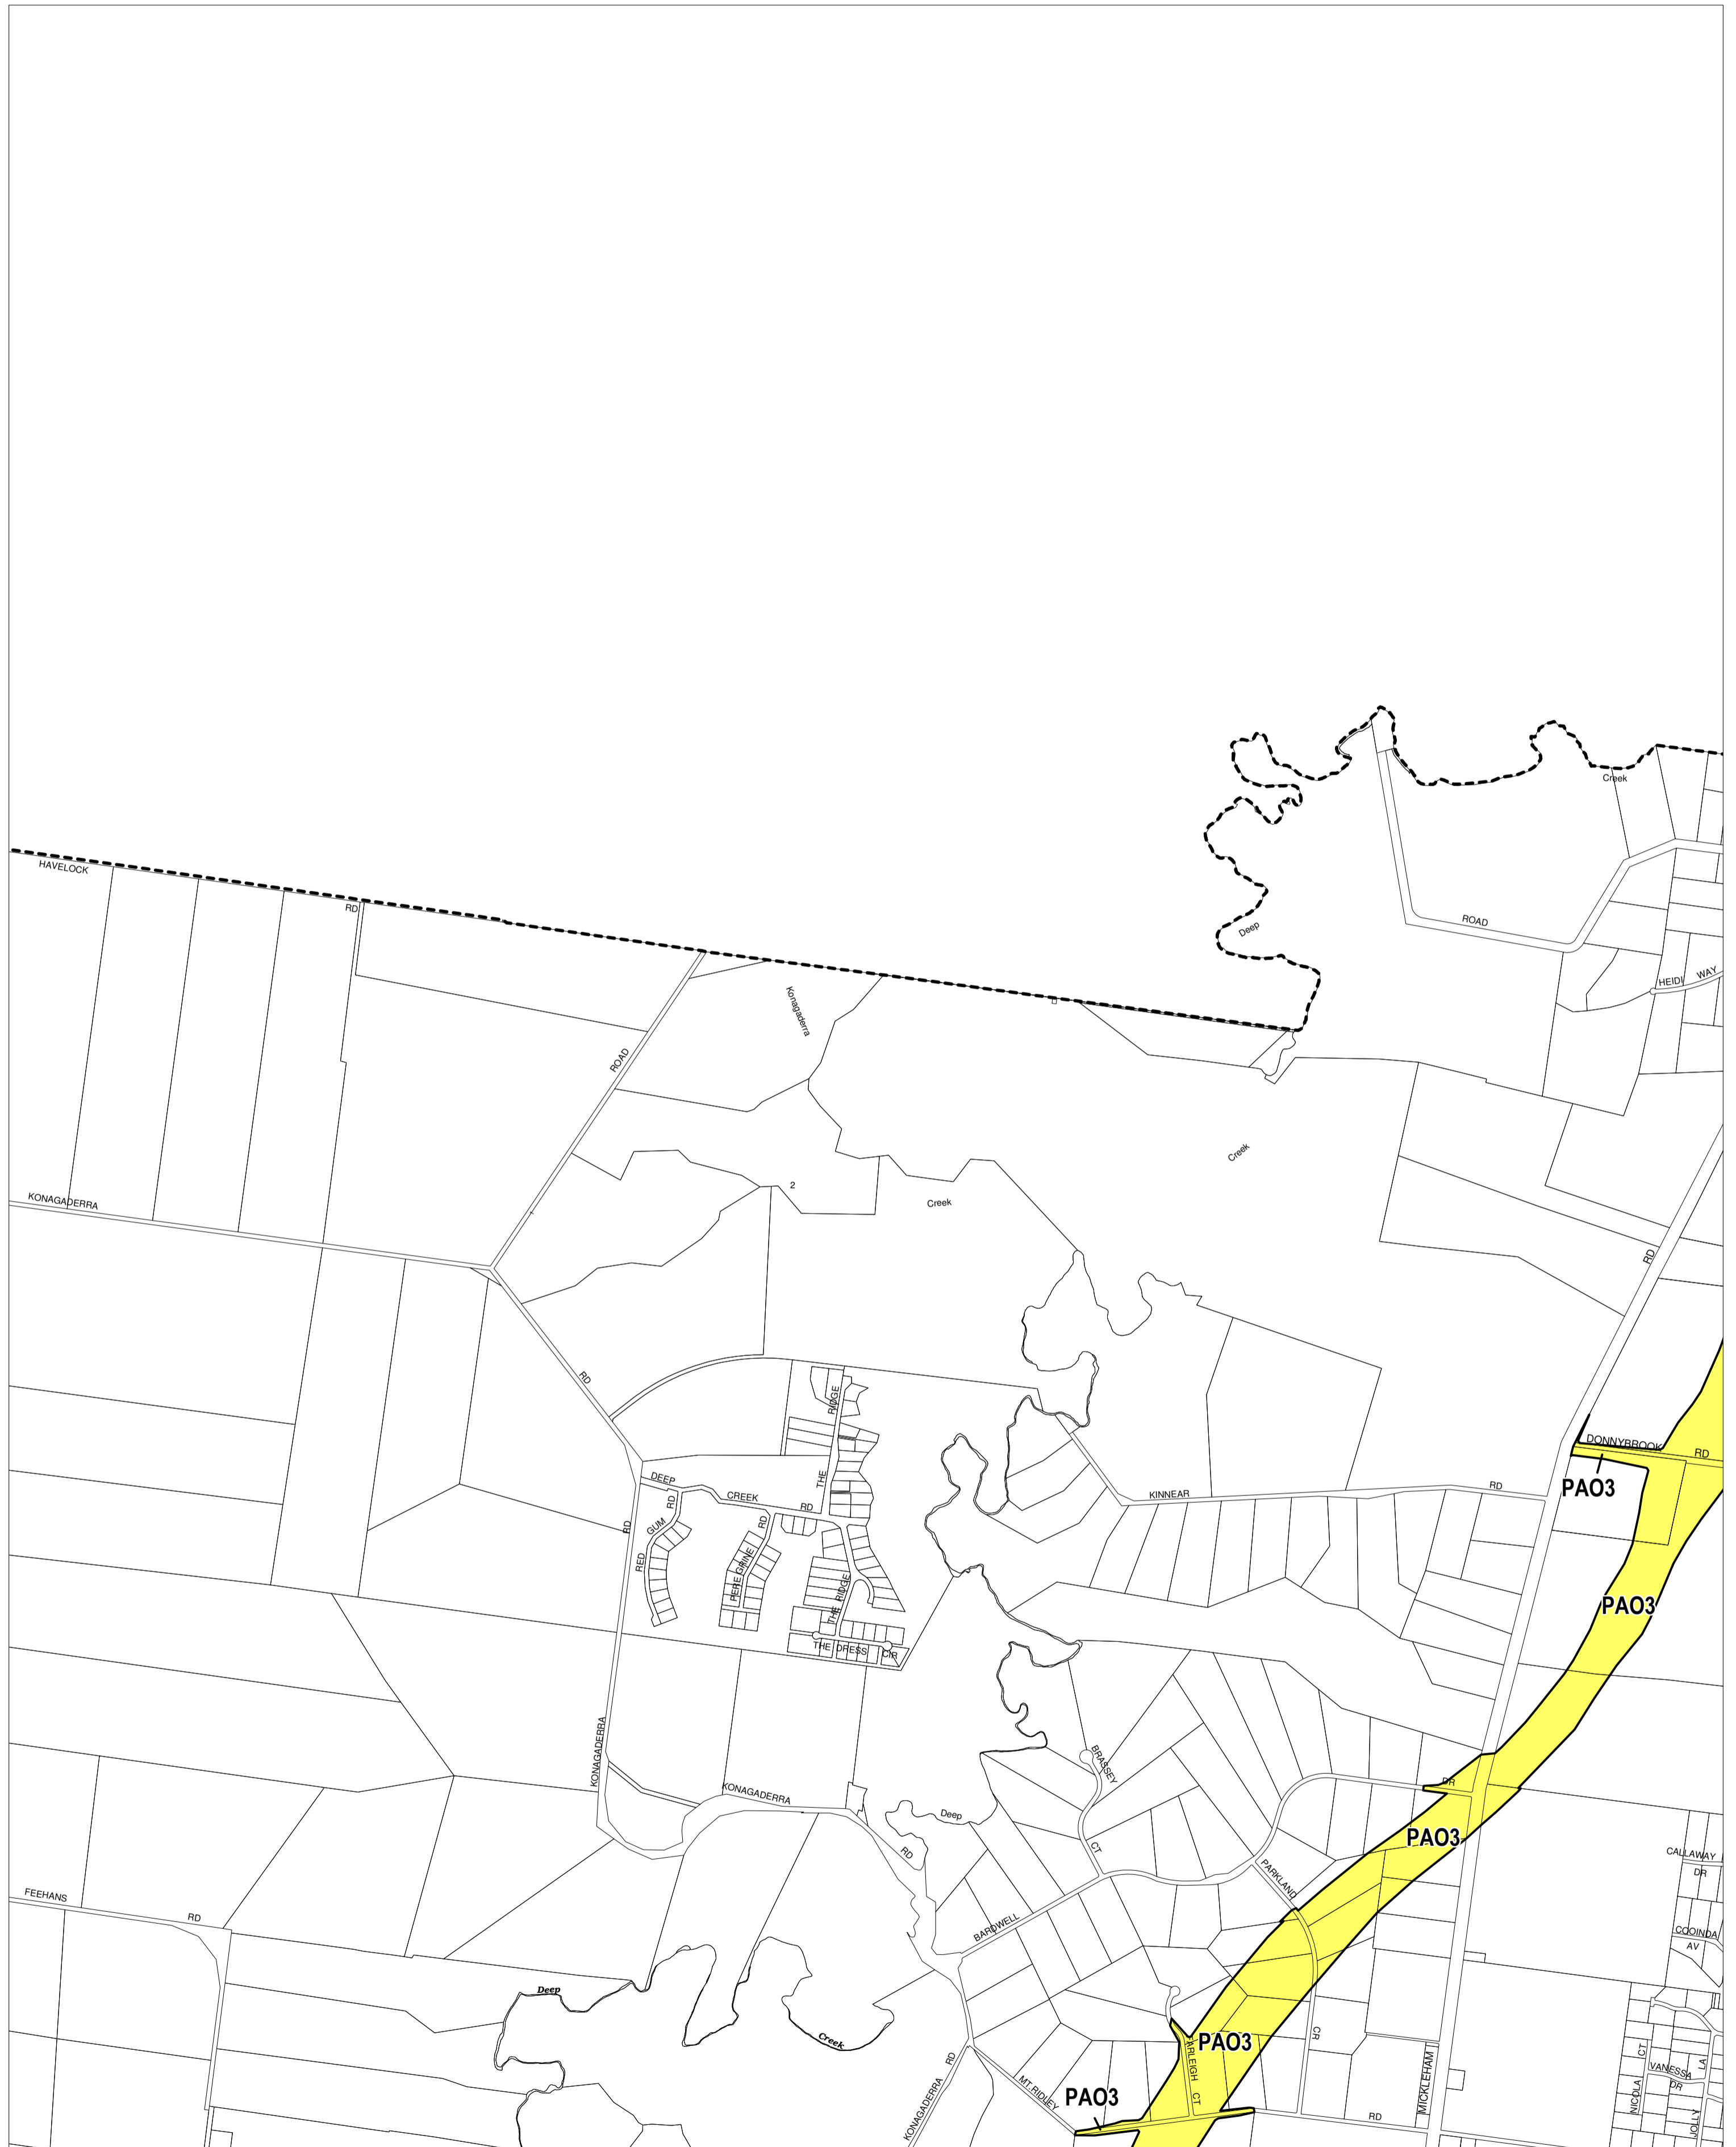 Creek
HAVELOCK
RD
ROAD
Deep
HEIDI WAY
Konagaderra
ROAD
Creek
2
KONAGADERRA
Creek
RD
RD
RIDGE
DONNYBROOK
RD
DEEP
THE
PAO3
KINNEAR
RD
CREEK
RD
RD
GUM
RD
RD
RED
PEREGRINE
THE RIDGE
PAO3
THE DRESS CIR
KONAGADERRA
BRASSEY
DR
KONAGADERRA
Deep
PAO3
RD
CT
CALLAWAY
DR
PARKLAND
FEEHANS
RD
BARDWELL
COOINDA
AV
Deep
CR
Creek
PAO3
FARLEIGH CT
RD
KONAGADERRA
MT RIDLEY
MICKLEHAM
CT
NICOLA
VANESSA
DR
LA
JOLLY
PAO3
RD